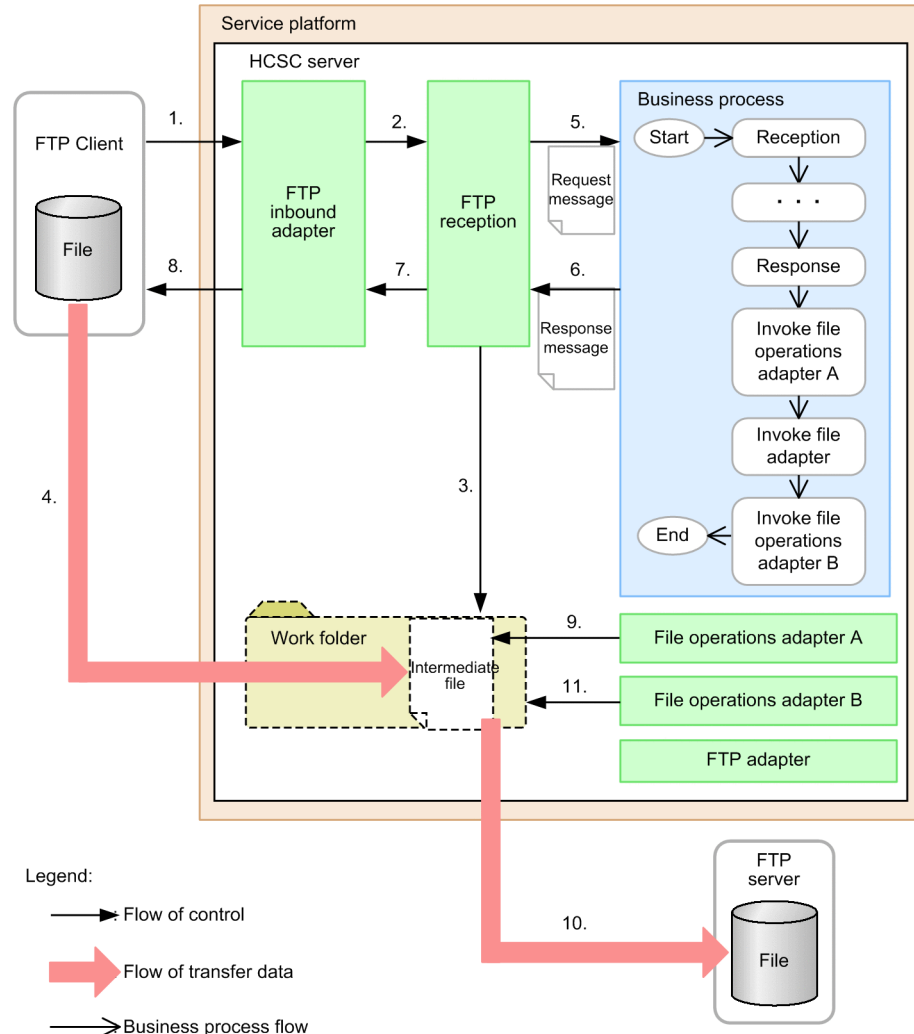 Service platform
HCSC server
FTP Client
File
1.
2.
5.
8.
7.
6.
FTP
inbound
adapter
FTP
reception
Request
message
Response
message
Business process
Start
Reception
· · ·
Response
Invoke file
operations
adapter A
Invoke file
adapter
Invoke file
operations
adapter B
End
4.
3.
Work folder
Intermediate
file
9.
File operations adapter A
11.
File operations adapter B
FTP adapter
10.
FTP
server
File
Legend:
Flow of control
Flow of transfer data
Business process flow